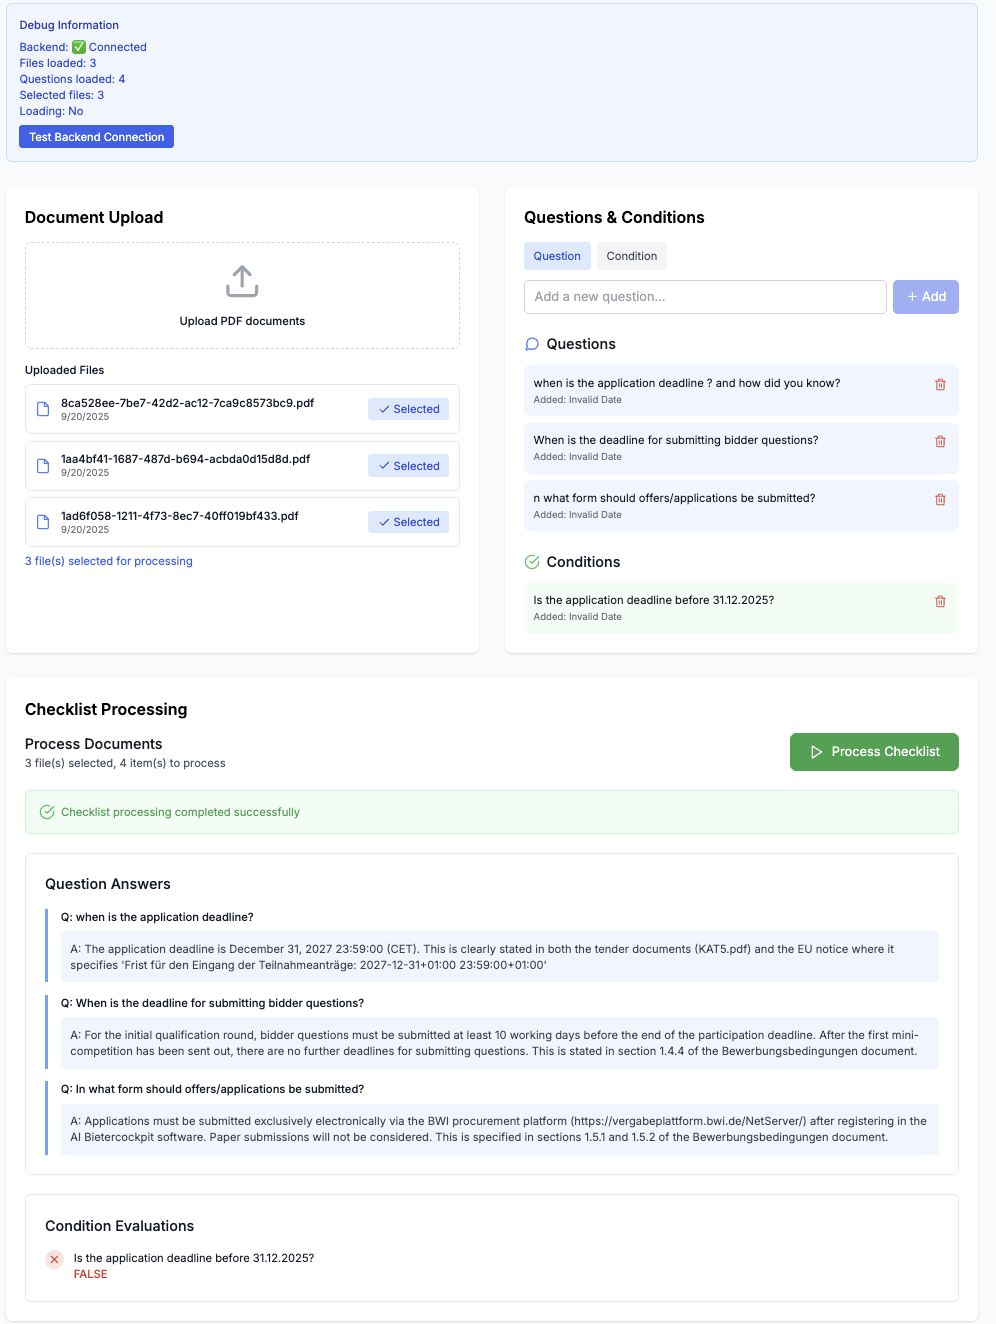 Debug Information
Backend: ✅ Connected
Files loaded: 3
Questions loaded: 4
Selected files: 3
Loading: No
Test Backend Connection
Document Upload
Upload PDF documents
Uploaded Files
8ca528ee-7be7-42d2-ac12-7ca9c8573bc9.pdf
9/20/2025
Selected
1aa4bf41-1687-487d-b694-acbda0d15d8d.pdf
9/20/2025
Selected
1ad6f058-1211-4f73-8ec7-40ff019bf433.pdf
9/20/2025
Selected
3 file(s) selected for processing
Questions & Conditions
Question
Condition
Add a new question...
+ Add
Questions
when is the application deadline ? and how did you know?
Added: Invalid Date
When is the deadline for submitting bidder questions?
Added: Invalid Date
n what form should offers/applications be submitted?
Added: Invalid Date
Conditions
Is the application deadline before 31.12.2025?
Added: Invalid Date
Checklist Processing
Process Documents
3 file(s) selected, 4 item(s) to process
Process Checklist
Checklist processing completed successfully
Question Answers
Q: when is the application deadline?
A: The application deadline is December 31, 2027 23:59:00 (CET). This is clearly stated in both the tender documents (KAT5.pdf) and the EU notice where it
specifies 'Frist für den Eingang der Teilnahmeanträge: 2027-12-31+01:00 23:59:00+01:00'
Q: When is the deadline for submitting bidder questions?
A: For the initial qualification round, bidder questions must be submitted at least 10 working days before the end of the participation deadline. After the first mini-
competition has been sent out, there are no further deadlines for submitting questions. This is stated in section 1.4.4 of the Bewerbungsbedingungen document.
Q: In what form should offers/applications be submitted?
A: Applications must be submitted exclusively electronically via the BWI procurement platform (https://vergabeplattform.bwi.de/NetServer/) after registering in the
AI Bietercockpit software. Paper submissions will not be considered. This is specified in sections 1.5.1 and 1.5.2 of the Bewerbungsbedingungen document.
Condition Evaluations
Is the application deadline before 31.12.2025?
FALSE